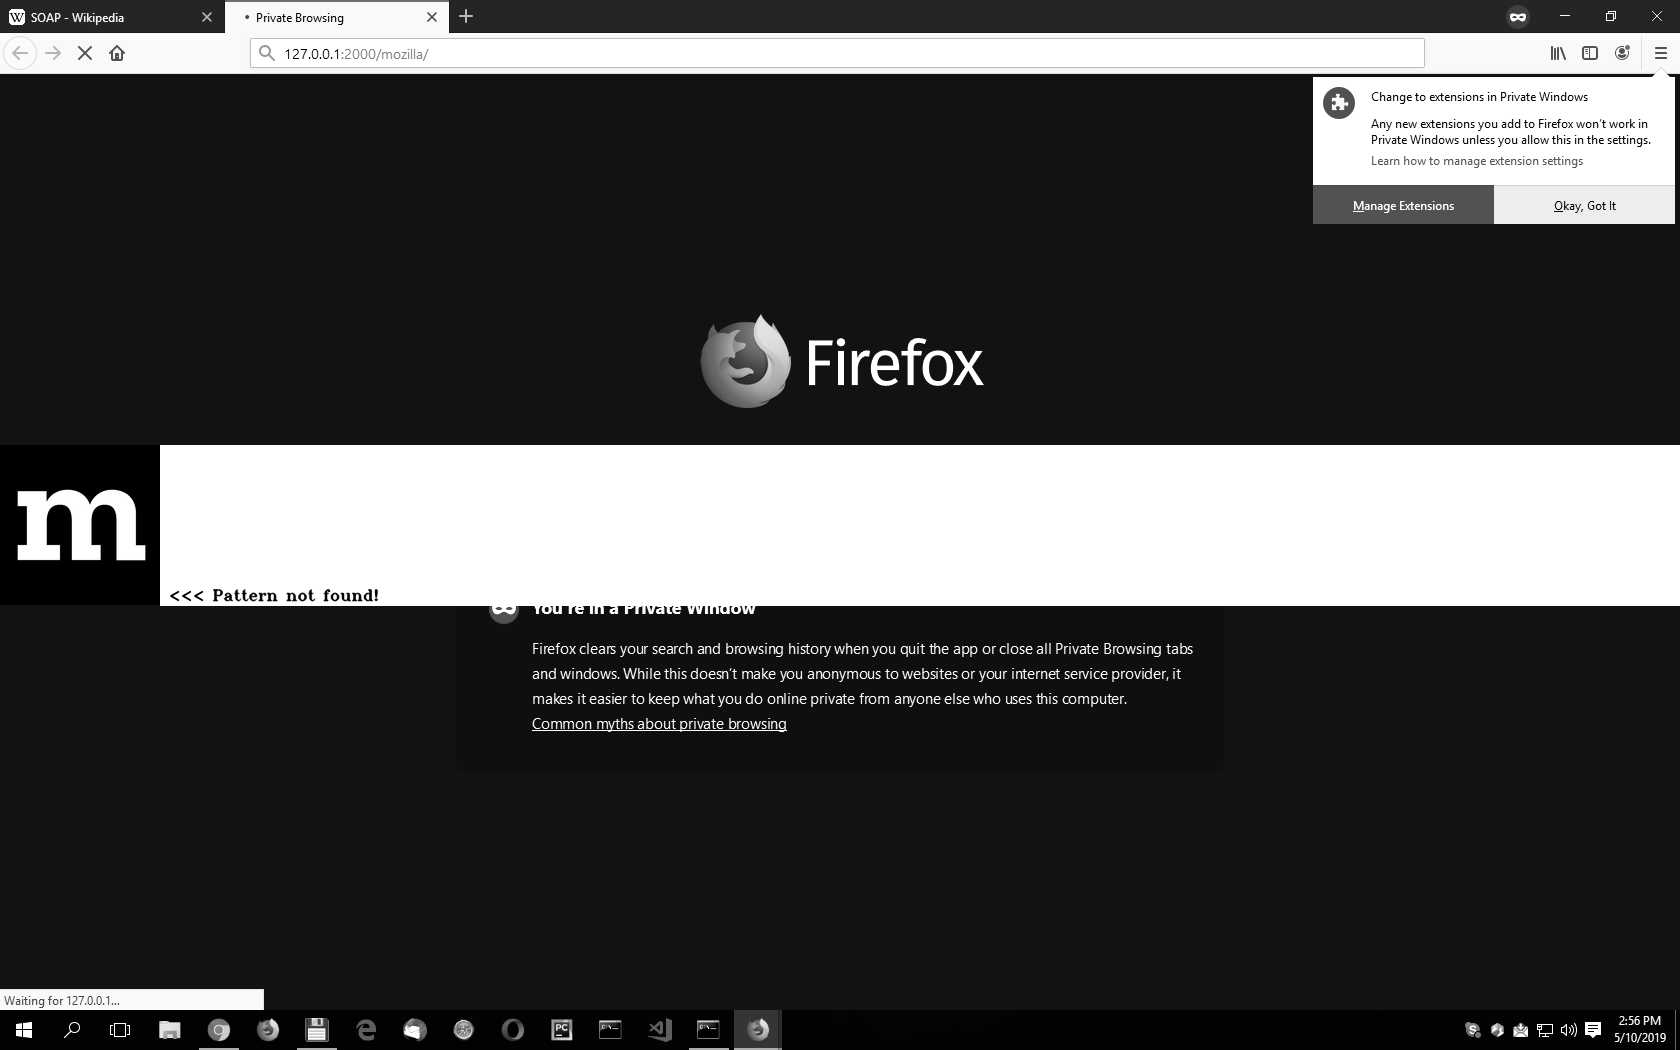 SOAP - Wikipedia
Private Browsing
127.0.0.1:2000/mozilla/
Change to extensions in Private Windows
Any new extensions you add to Firefox won't work in
Private Windows unless you allow this in the settings.
Learn how to manage extension settings
Manage Extensions
Okay, Got It
Firefox
m
<<< Pattern not found!
You're in a Private Window
Firefox clears your search and browsing history when you quit the app or close all Private Browsing tabs
and windows. While this doesn't make you anonymous to websites or your internet service provider, it
makes it easier to keep what you do online private from anyone else who uses this computer.
Common myths about private browsing
Waiting for 127.0.0.1...
PC
2:56 PM
5/10/2019